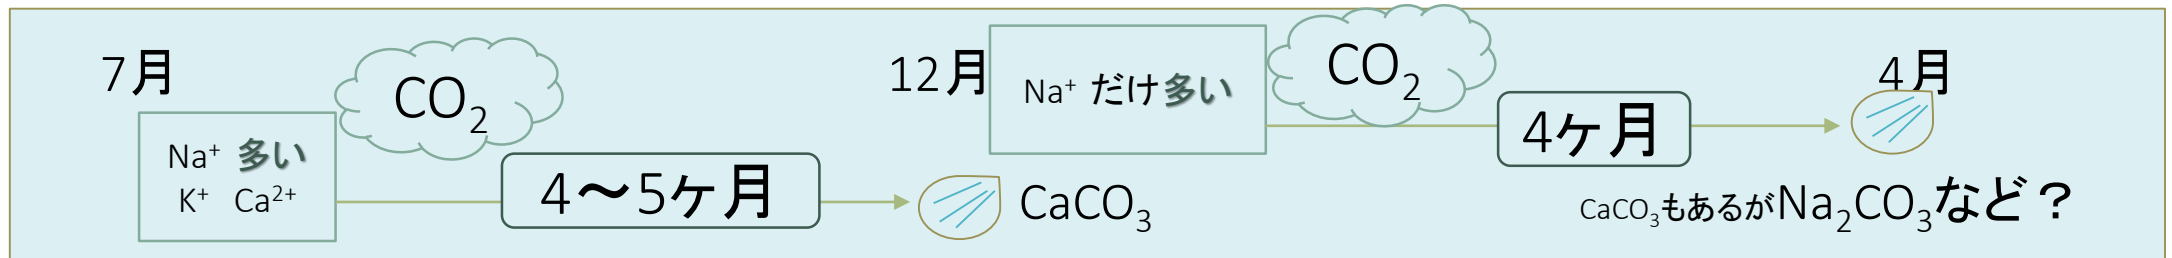 7月
CO₂
Na⁺ 多い
K⁺ Ca²⁺
4〜5ヶ月
CaCO₃
12月
Na⁺ だけ多い
CO₂
4ヶ月
4月
CaCO₃もあるがNa₂CO₃など？